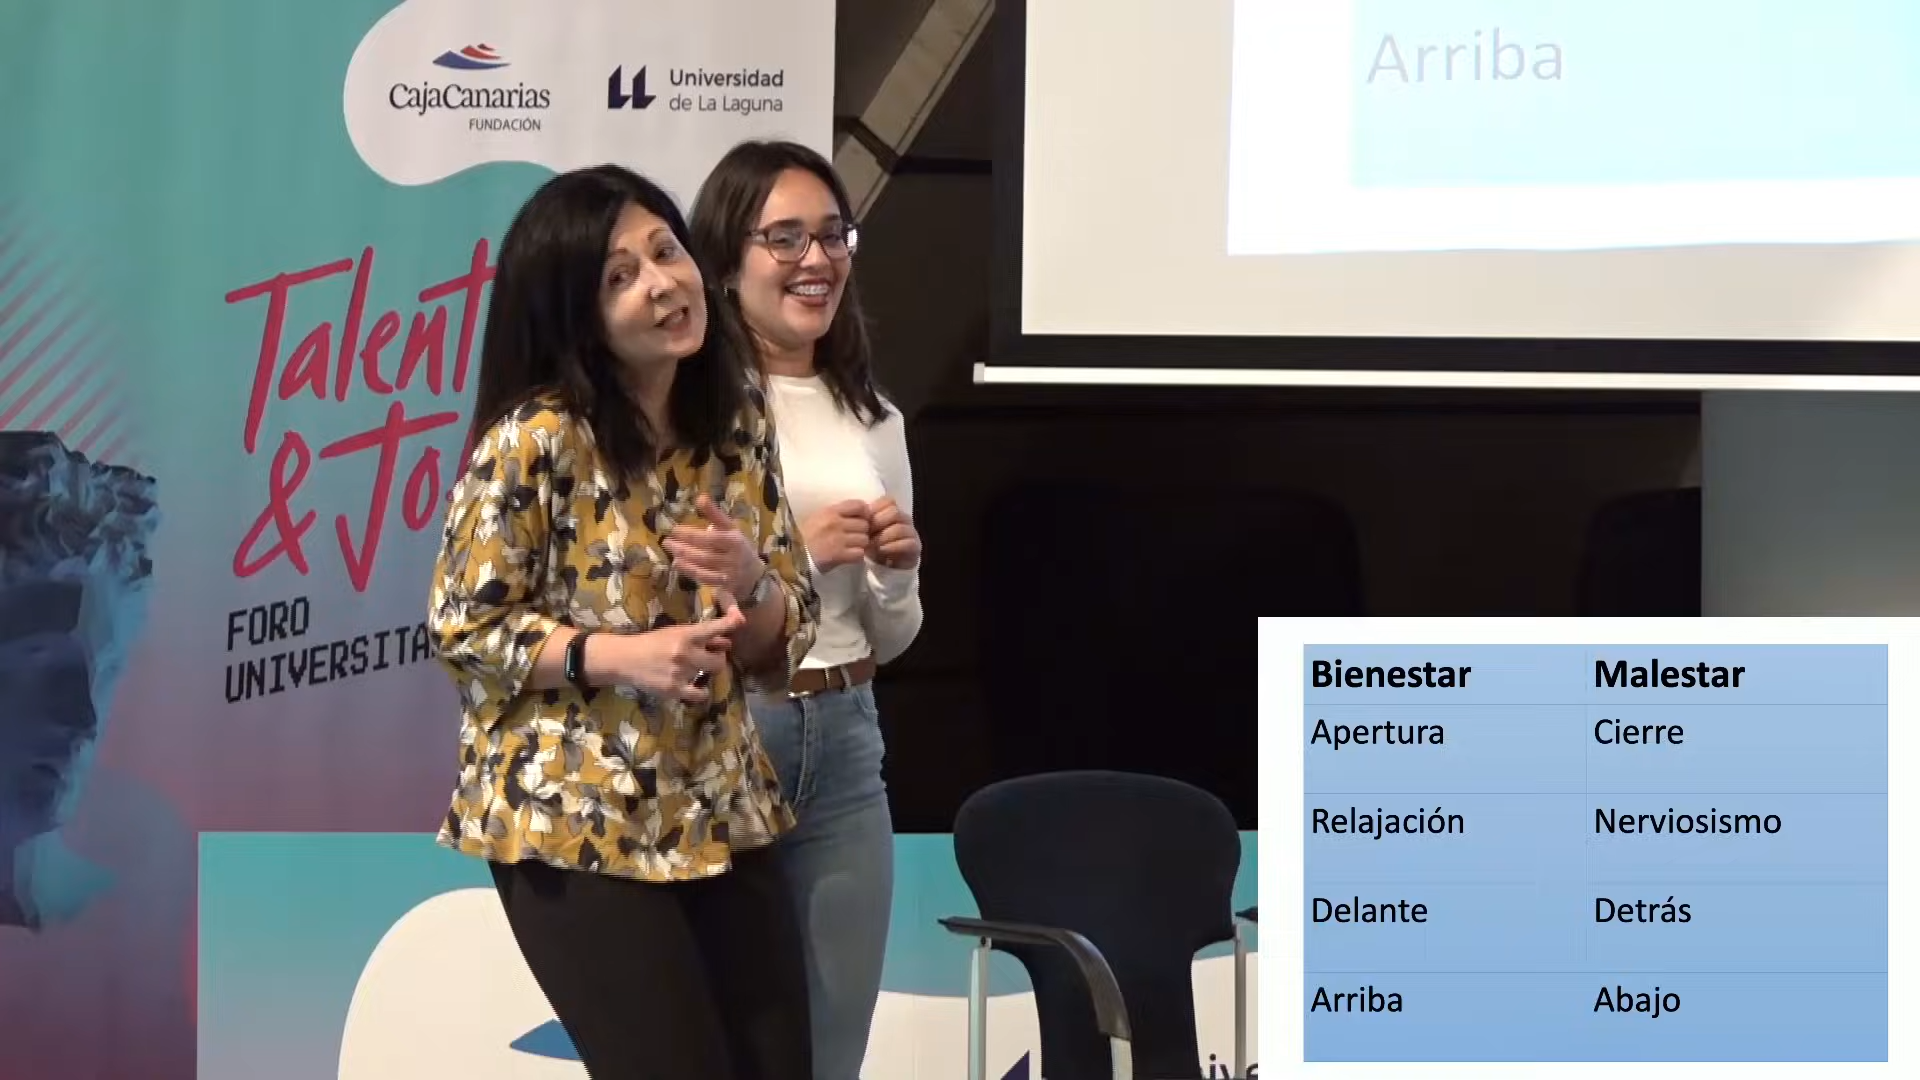 CajaCanarias
FUNDACIÓN
Universidad
de La Laguna
Arriba
Talent
& Jo
FORO
UNIVERSITA
Bienestar Malestar
Apertura Cierre
Relajación Nerviosismo
Delante Detrás
Arriba Abajo